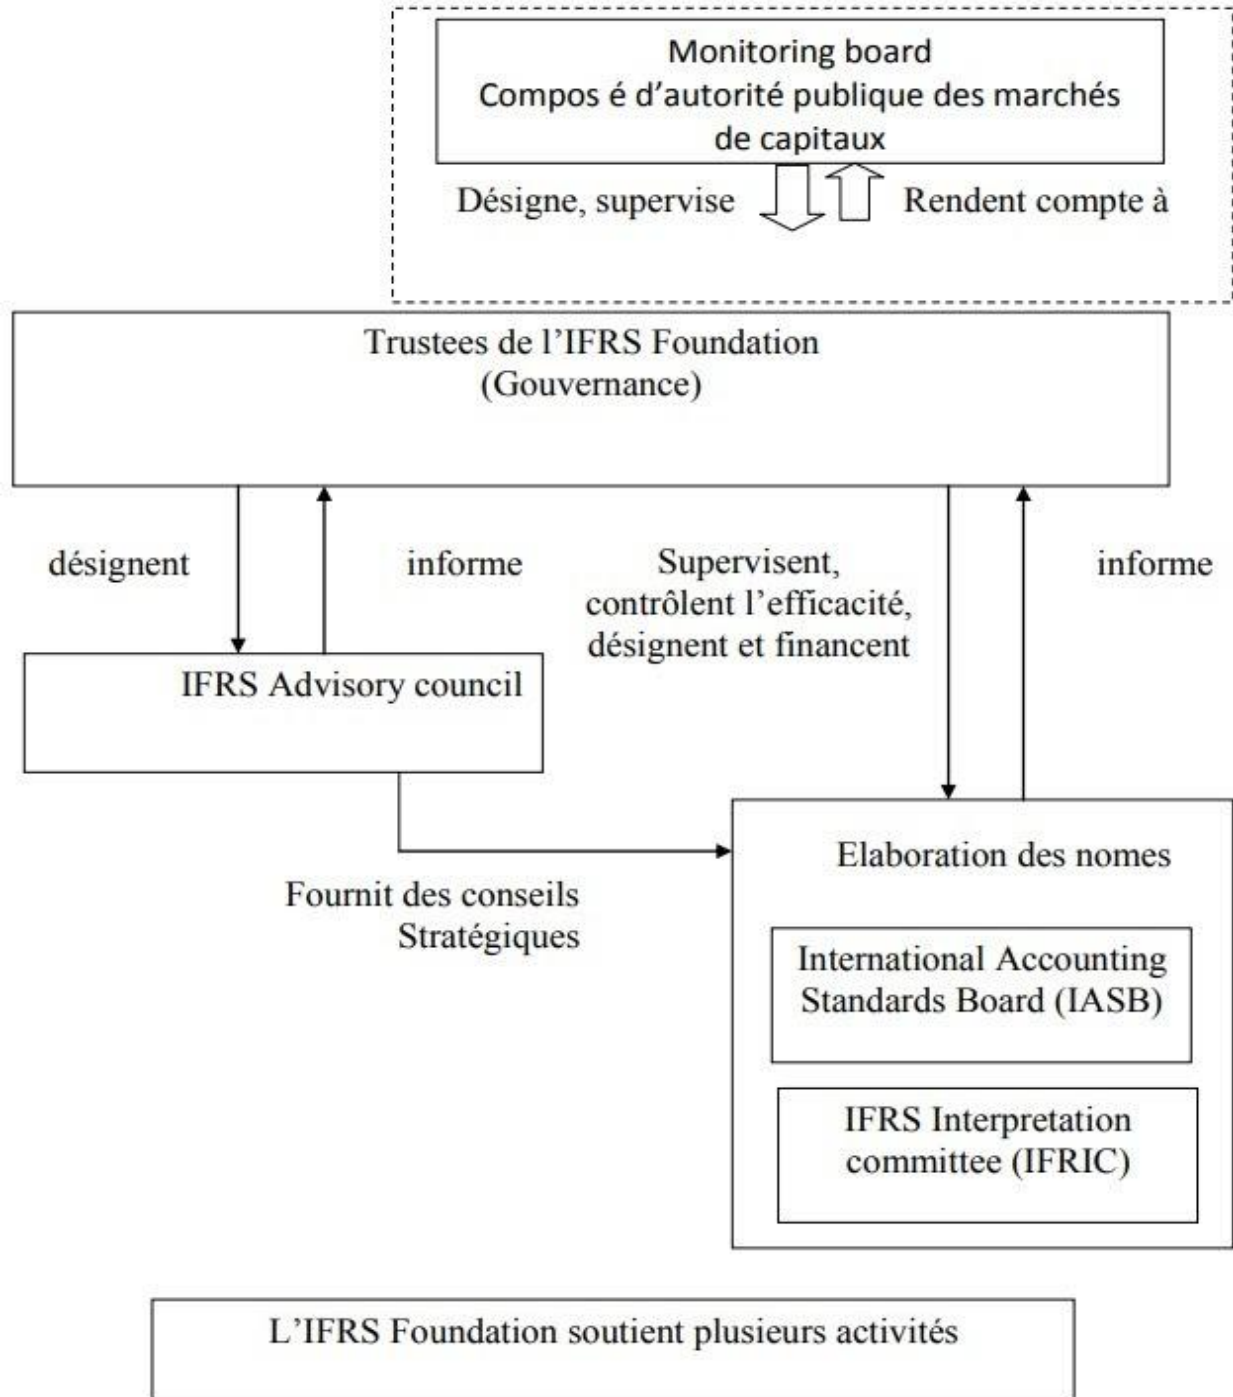 Monitoring board
Compos é d'autorité publique des marchés
de capitaux
Désigne, supervise
Rendent compte à
Trustees de l'IFRS Foundation
(Gouvernance)
désignent
informe
Supervisent,
contrôlent l'efficacité,
désignent et financent
informe
IFRS Advisory council
Fournit des conseils
Stratégiques
Elaboration des nomes
International Accounting
Standards Board (IASB)
IFRS Interpretation
committee (IFRIC)
L'IFRS Foundation soutient plusieurs activités